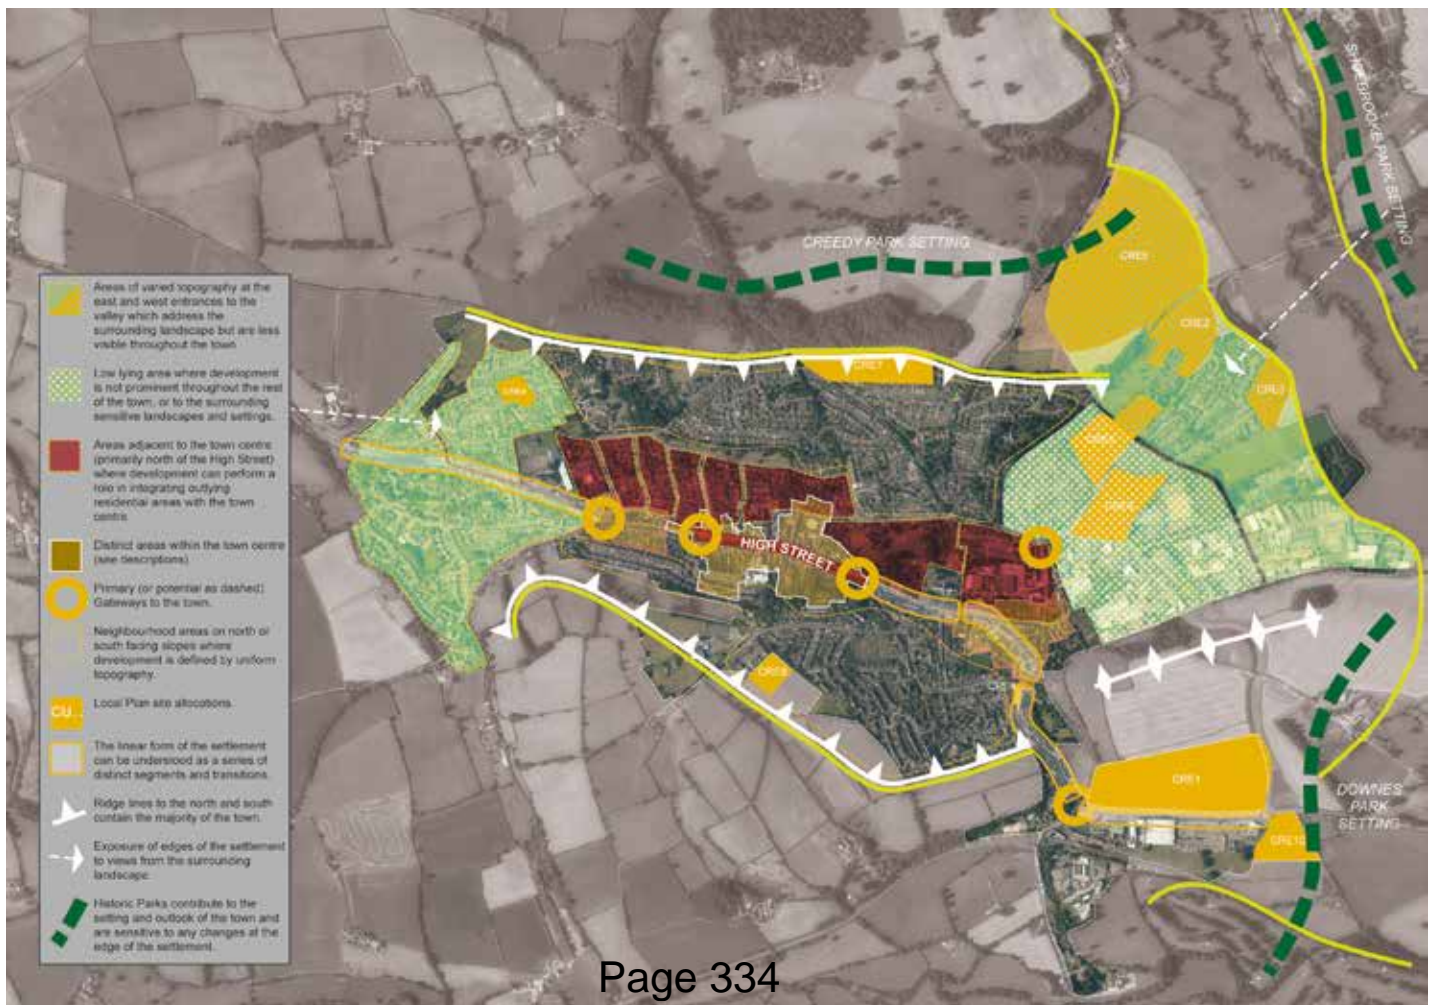 SHOBROOKE PARK SETTING
CREEDY PARK SETTING
CRE5
CRE2
CRE7
CRE3
Areas of varied topography at the
east and west entrances to the
valley which address the
surrounding landscape but are less
visible throughout the town
Low lying area where development
is not prominent throughout the rest
of the town, or to the surrounding
sensitive landscapes and settings.
Areas adjacent to the town centre
(primarily north of the High Street)
where development can perform a
role in integrating outlying
residential areas with the town
centre
Distinct areas within the town centre
(see descriptions)
Primary (or potential as dashed)
Gateways to the town.
Neighbourhood areas on north or
south facing slopes where
development is defined by uniform
topography.
CU...
Local Plan site allocations.
The linear form of the settlement
can be undersood as a series of
distinct segments and transitions.
Ridge lines to the north and south
contain the majority of the town.
Exposure of edges of the settlement
to views from the surrounding
landscape.
Historic Parks contribute to the
setting and outlook of the town and
are sensitive to any changes at the
edge of the settlement.
HIGH STREET
CRE1
CRE10
DOWNES
PARK
SETTING
Page 334